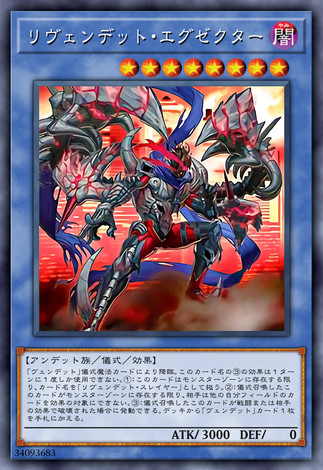 リヴェンデット・エグゼクター
やみ
闇
【アンデット族／儀式／効果】
「ヴェンデット」儀式魔法カードにより降臨。このカード名の③の効果は１ター
ンに１度しか使用できない。①：このカードはモンスターゾーンに存在する限
り、カード名を「リヴェンデット・スレイヤー」として扱う。②：儀式召喚したこ
のカードがモンスターゾーンに存在する限り、相手は他の自分フィールドのカ
ードを効果の対象にできない。③：儀式召喚したこのカードが戦闘または相手
の効果で破壊された場合に発動できる。デッキから「ヴェンデット」カード１枚
を手札に加える。
ATK/ 3000 DEF/ 0
34093683